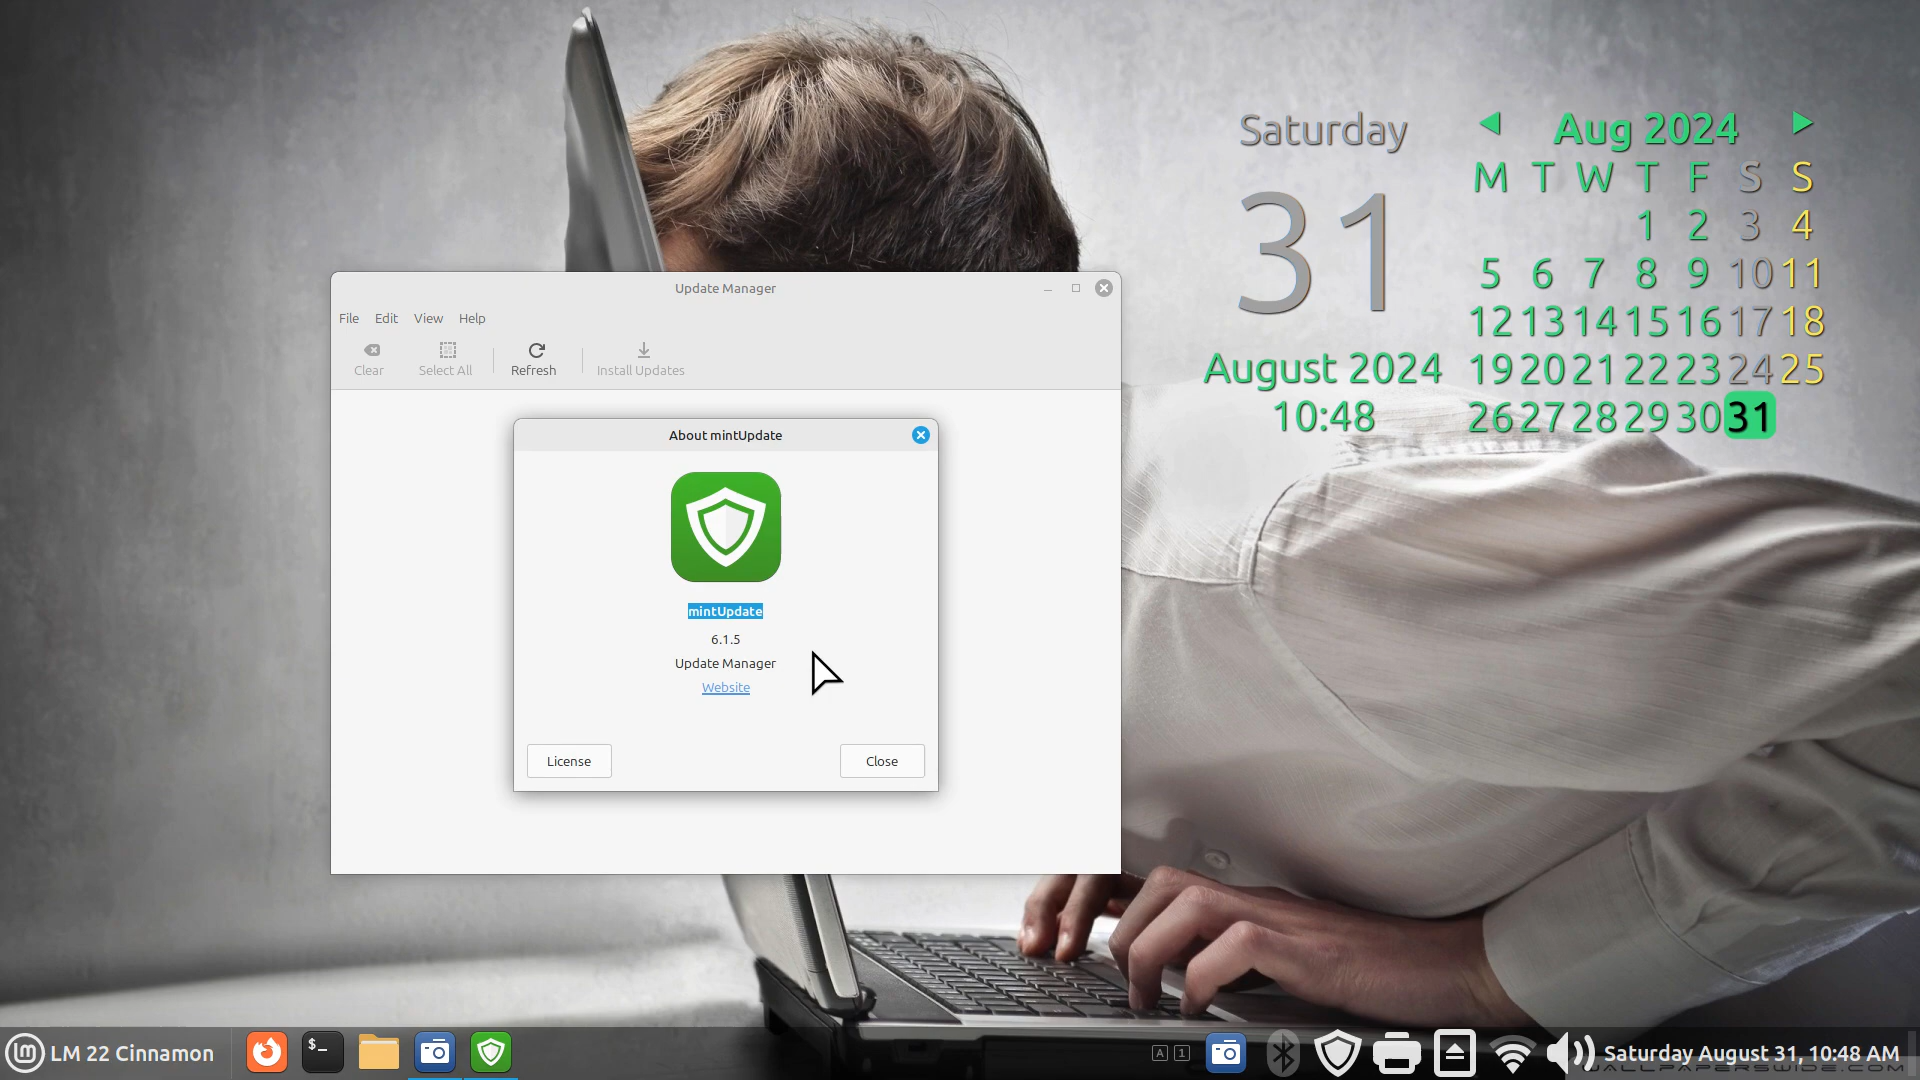 Saturday
31
August 2024
10:48
Aug 2024
M T W T F S S
1 2 3 4
5 6 7 8 9 10 11
12 13 14 15 16 17 18
19 20 21 22 23 24 25
26 27 28 29 30 31
Update Manager
File Edit View Help
Clear Select All Refresh Install Updates
About mintUpdate
mintUpdate
6.1.5
Update Manager
Website
License Close
LM 22 Cinnamon
$_
A 1
Saturday August 31, 10:48 AM
WALLPAPERSWIDE.COM